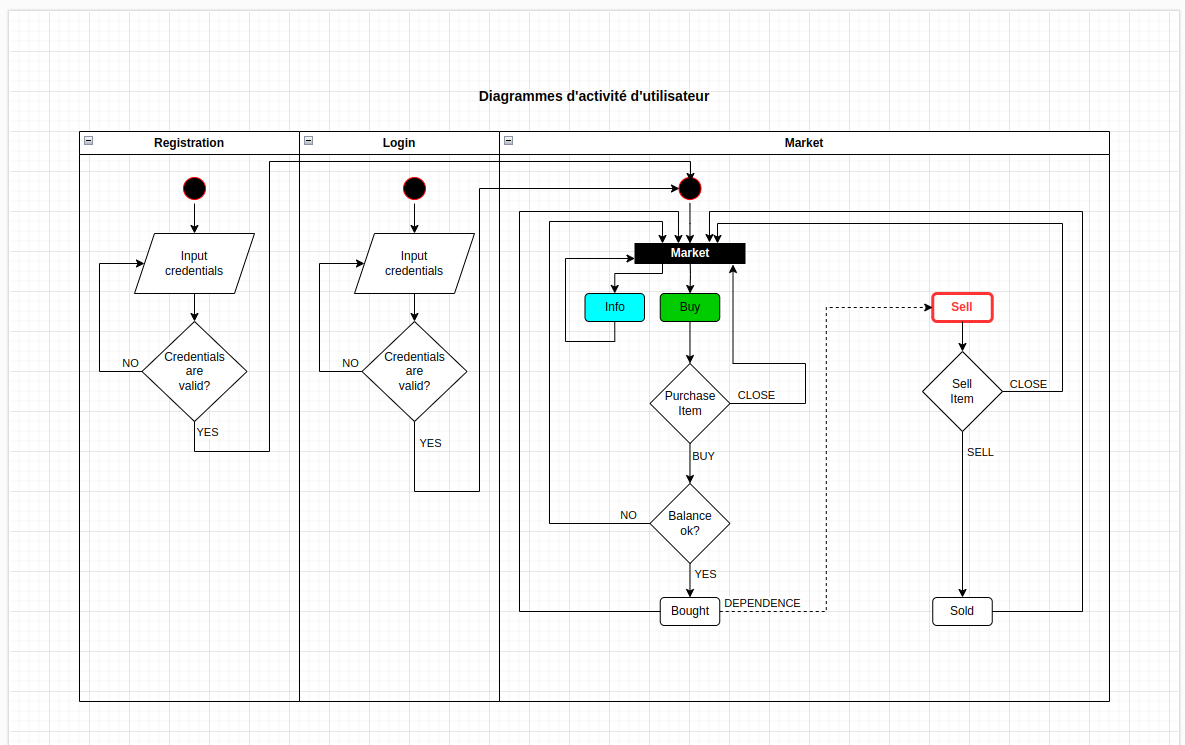 Diagrammes d'activité d'utilisateur
Registration
Login
Market
Input
credentials
Input
credentials
Market
Info
Buy
Sell
NO
Credentials
are
valid?
NO
Credentials
are
valid?
Purchase
Item
CLOSE
Sell
Item
CLOSE
YES
YES
BUY
SELL
NO
Balance
ok?
YES
Bought
DEPENDENCE
Sold